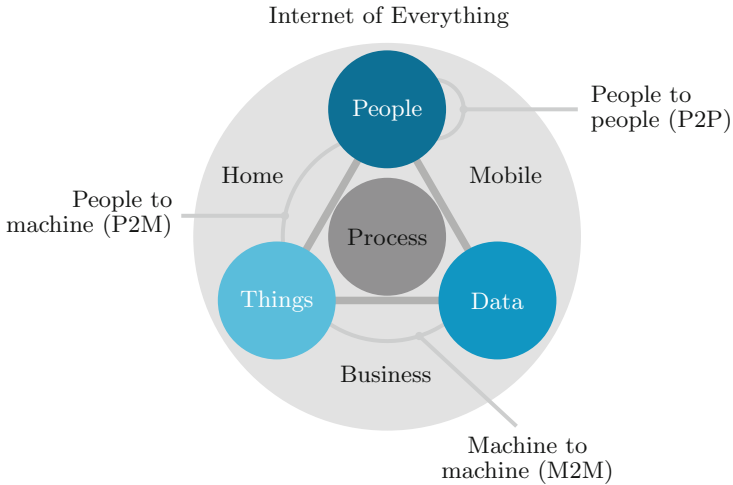 Internet of Everything
People
People to
people (P2P)
Home
Mobile
People to
machine (P2M)
Process
Things
Data
Business
Machine to
machine (M2M)